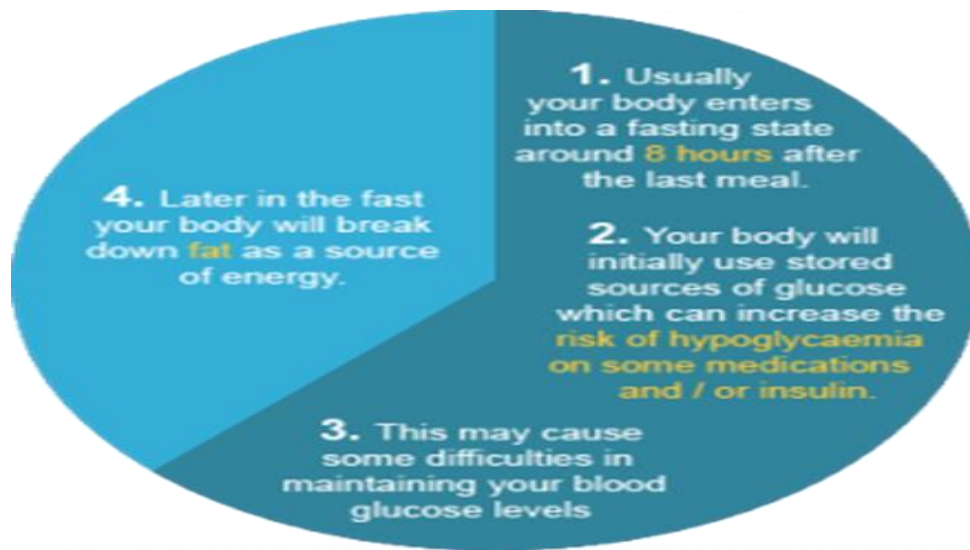 1. Usually
your body enters
into a fasting state
around 8 hours after
the last meal.
2. Your body will
initially use stored
sources of glucose
which can increase the
risk of hypoglycaemia
on some medications
and / or insulin.
3. This may cause
some difficulties in
maintaining your blood
glucose levels
4. Later in the fast
your body will break
down fat as a source
of energy.